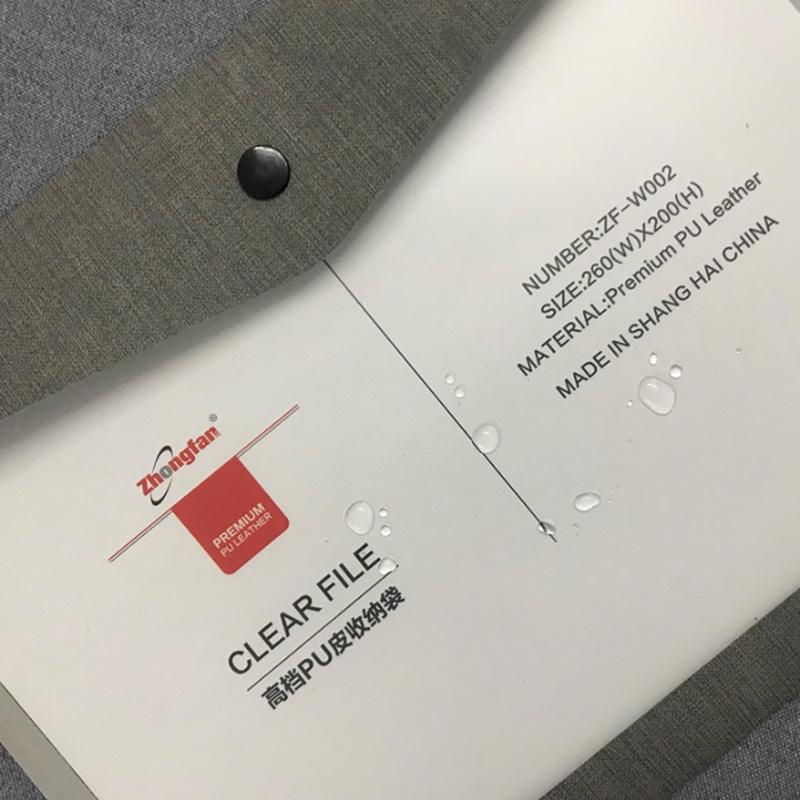 Zhongfan®
PREMIUM
PU LEATHER
CLEAR FILE
高档PU皮收纳袋
NUMBER:ZF-W002
SIZE:260(W)X200(H)
MATERIAL:Premium PU Leather
MADE IN SHANG HAI CHINA